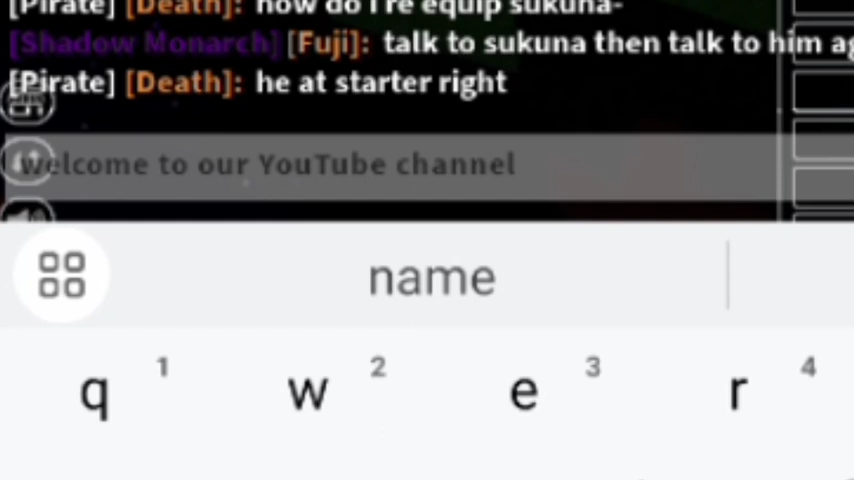 [Pirate] [Death]: how do I re equip sukuna-
[Shadow Monarch] [Fuji]: talk to sukuna then talk to him
[Pirate] [Death]: he at starter right
welcome to our YouTube channel
name
1 2 3 4
q w e r